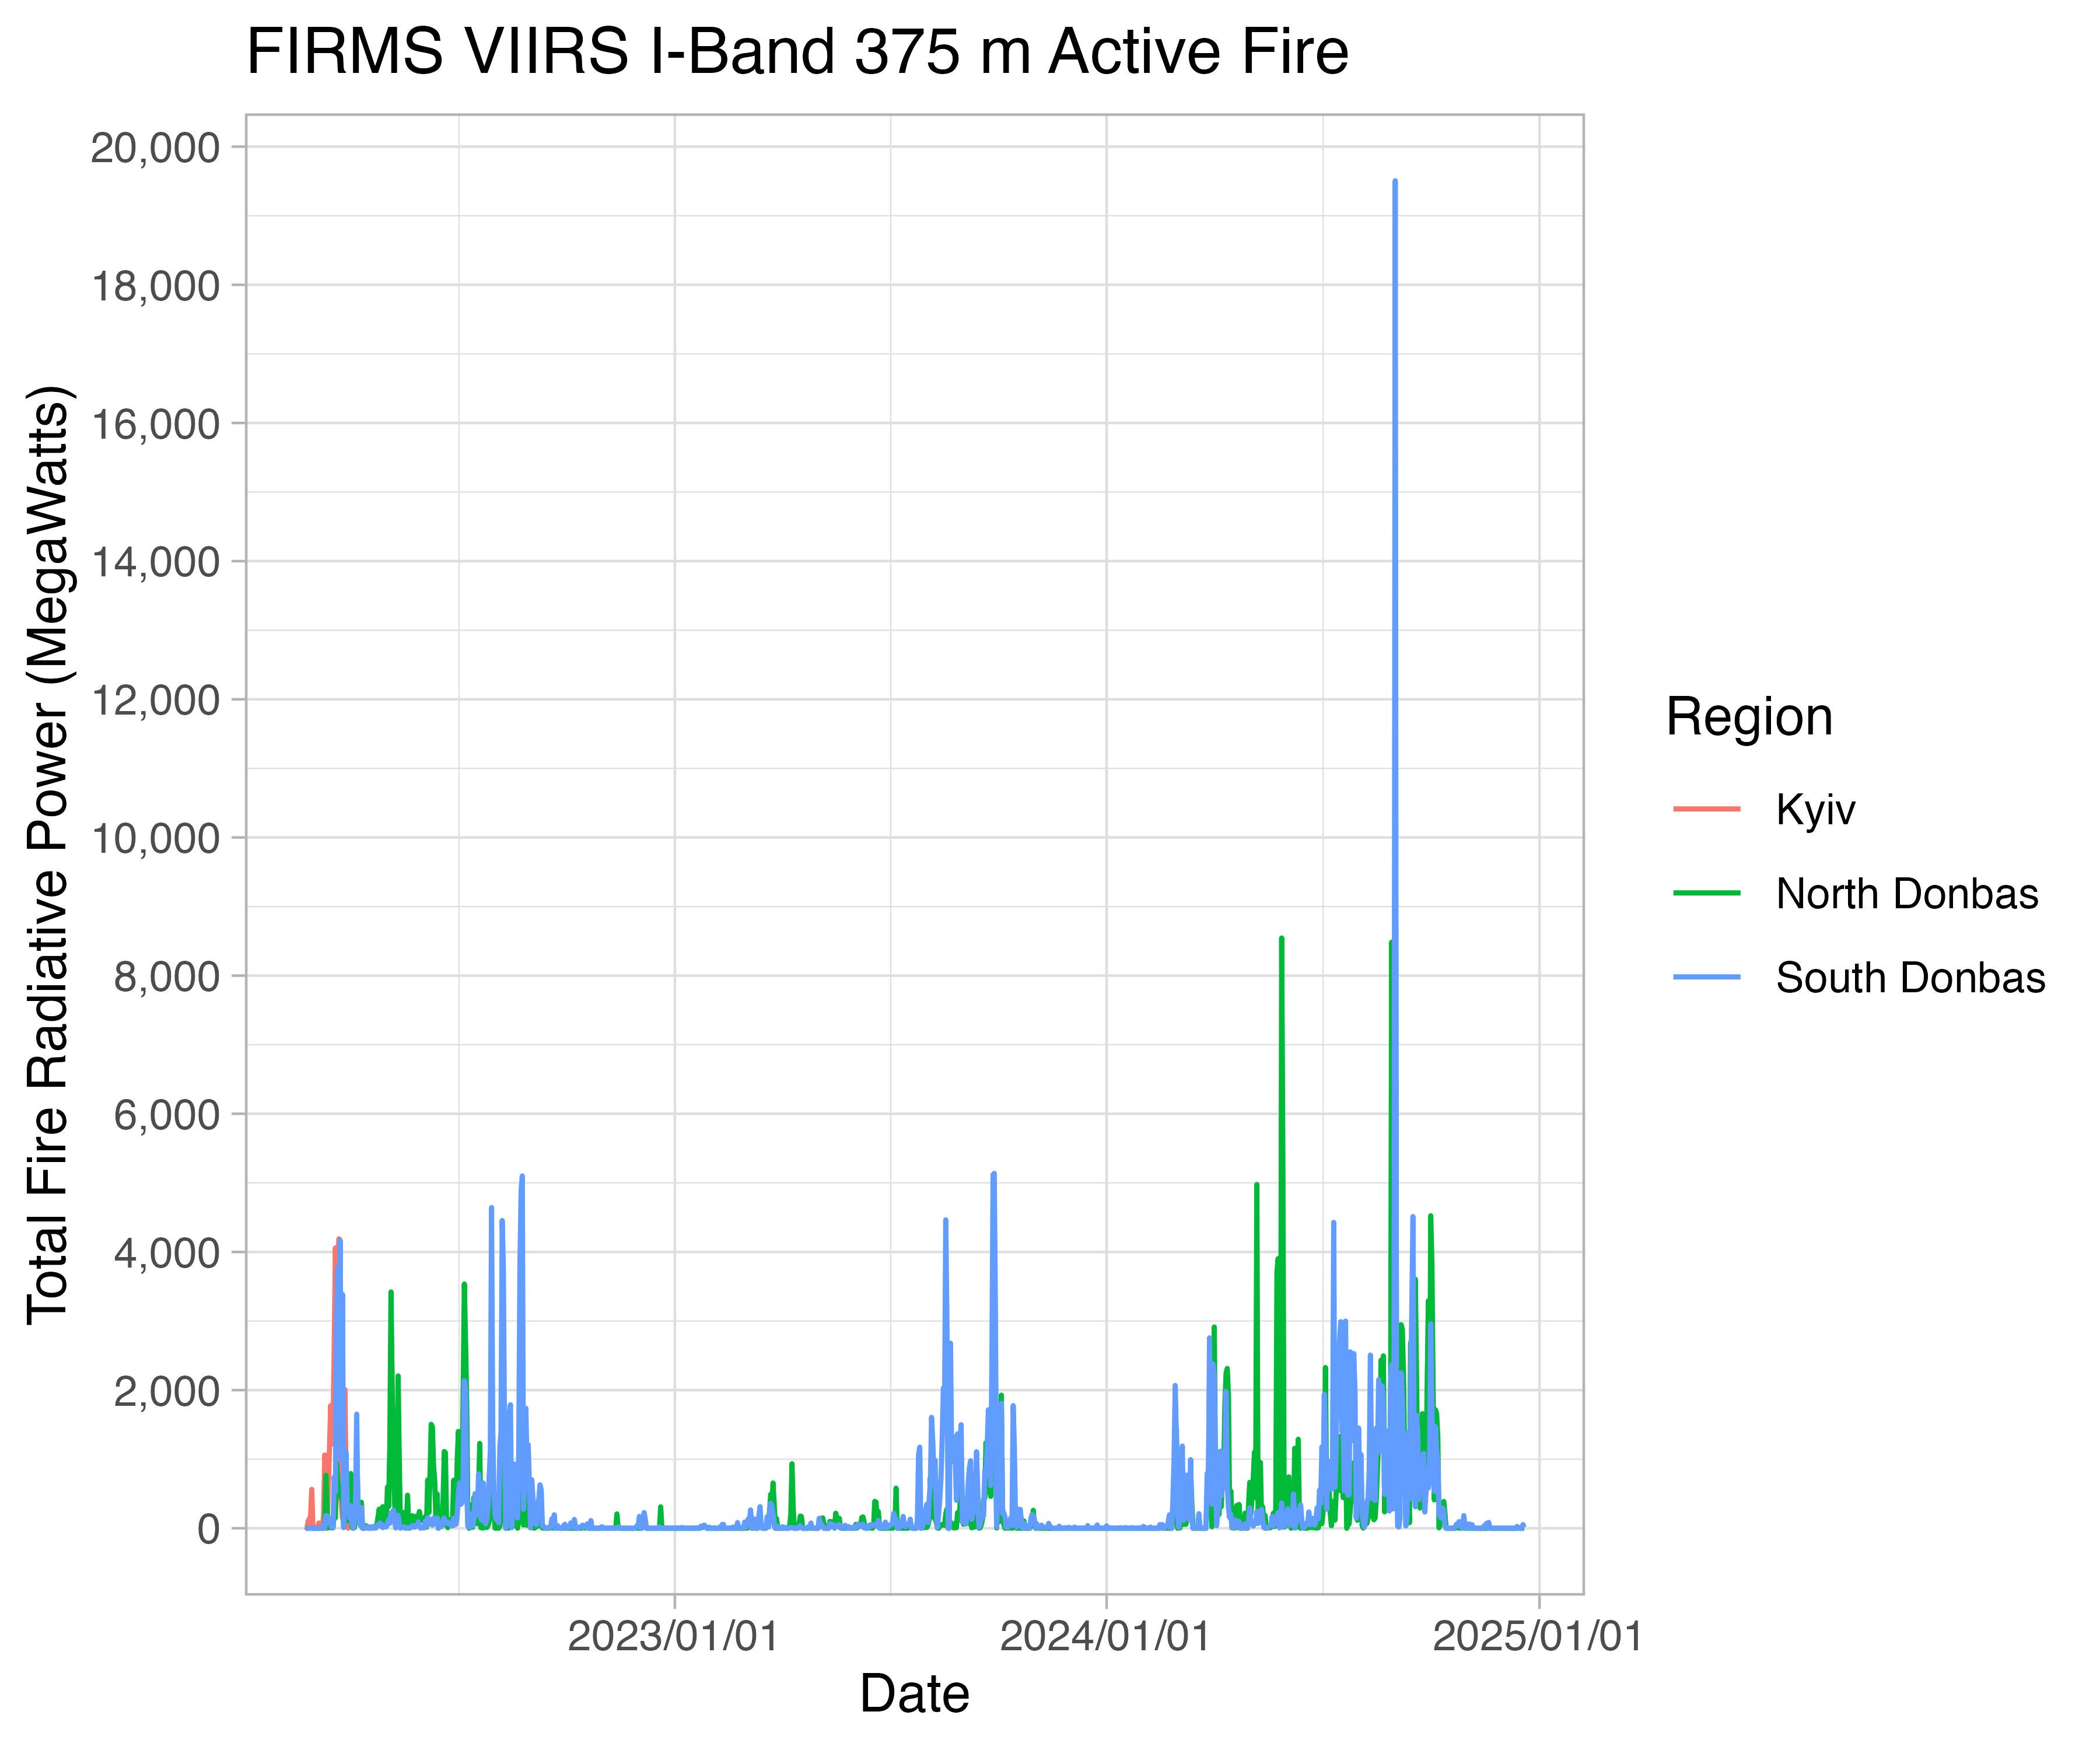 FIRMS VIIRS I-Band 375 m Active Fire
Total Fire Radiative Power (MegaWatts)
20,000
18,000
16,000
14,000
12,000
10,000
8,000
6,000
4,000
2,000
0
2023/01/01
2024/01/01
2025/01/01
Date
Region
Kyiv
North Donbas
South Donbas